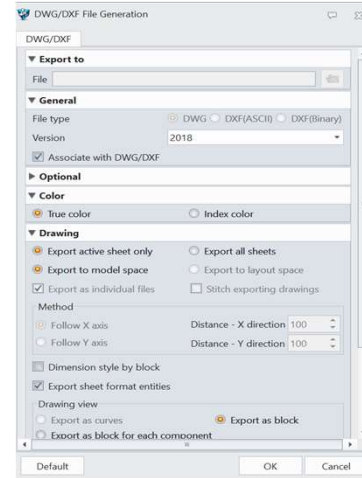 DWG/DXF File Generation
DWG/DXF
Export to
File
General
File type DWG DXF(ASCII) DXF(Binary)
Version 2018
Associate with DWG/DXF
Optional
Color
True color Index color
Drawing
Export active sheet only Export all sheets
Export to model space Export to layout space
Export as individual files Stitch exporting drawings
Method
Follow X axis Distance - X direction 100
Follow Y axis Distance - Y direction 100
Dimension style by block
Export sheet format entities
Drawing view
Export as curves Export as block
Export as block for each component
Default OK Cancel